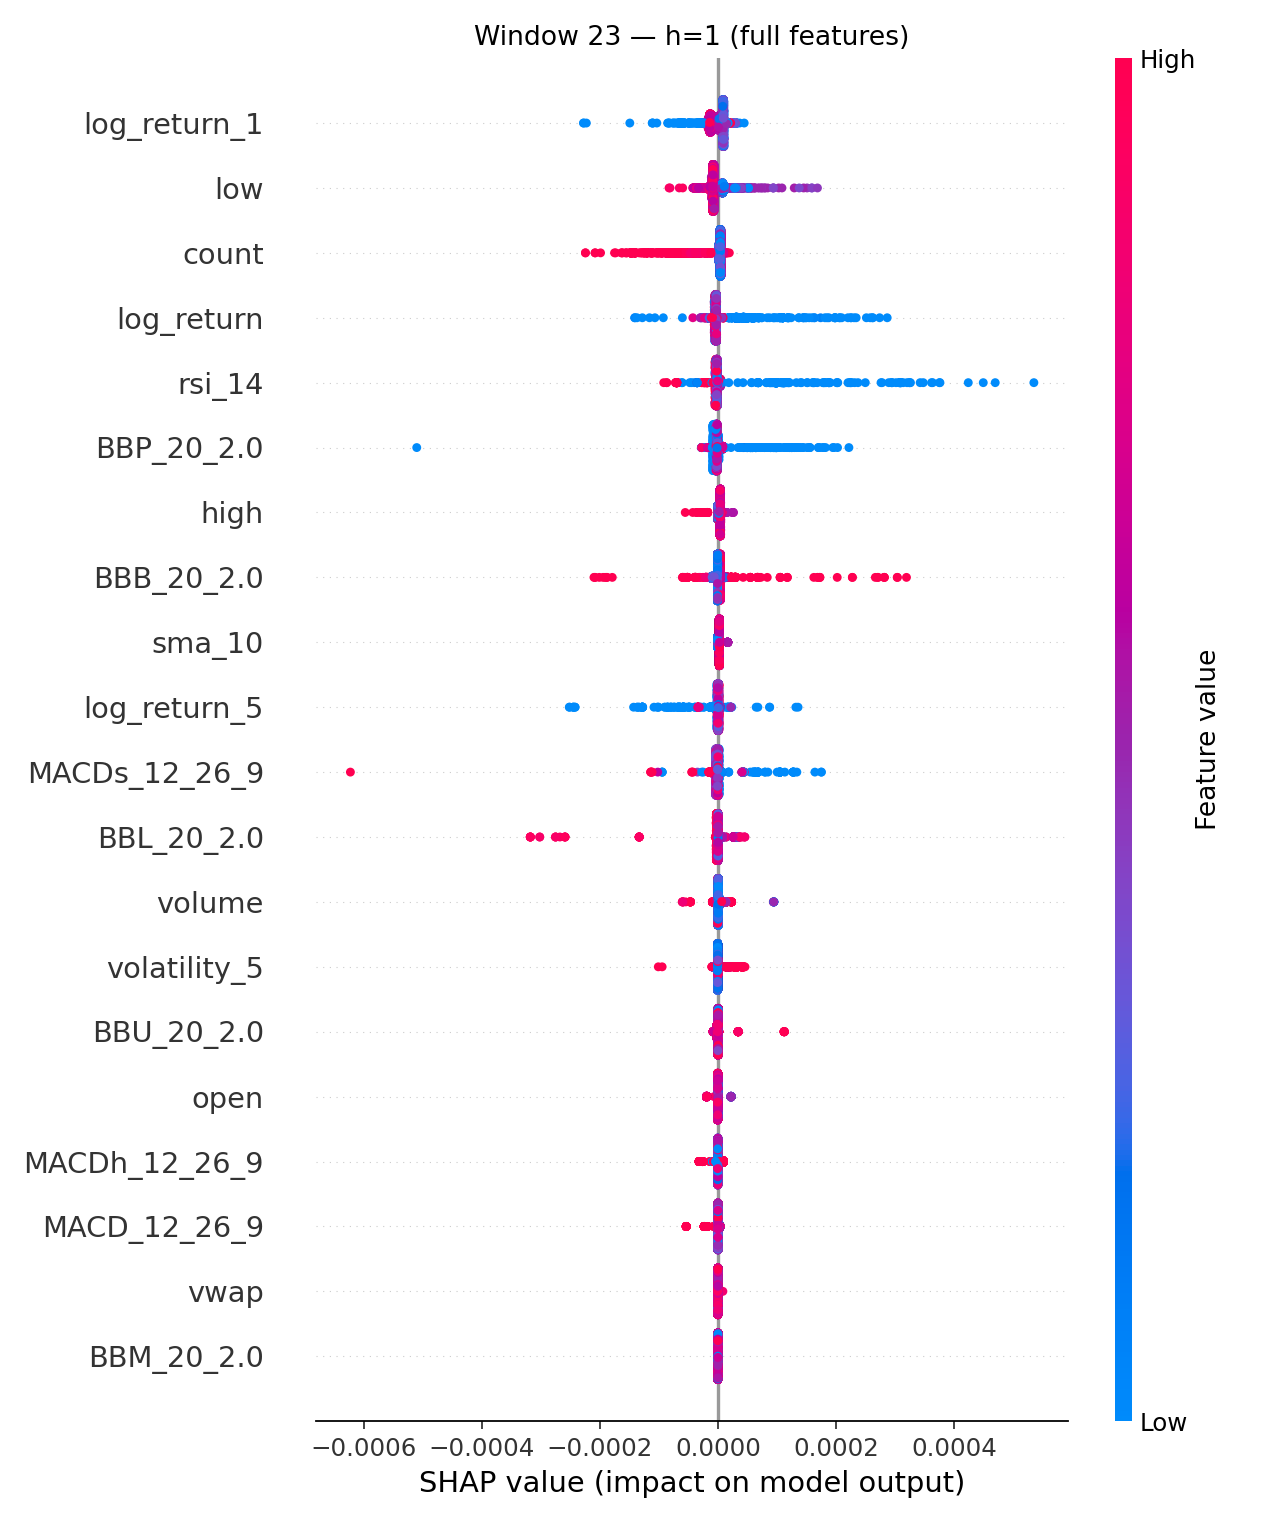 Window 23 — h=1 (full features)
High
log_return_1
low
count
log_return
rsi_14
BBP_20_2.0
high
BBB_20_2.0
sma_10
log_return_5
MACDs_12_26_9
BBL_20_2.0
volume
volatility_5
BBU_20_2.0
open
MACDh_12_26_9
MACD_12_26_9
vwap
BBM_20_2.0
Feature value
Low
−0.0006 −0.0004 −0.0002 0.0000 0.0002 0.0004
SHAP value (impact on model output)